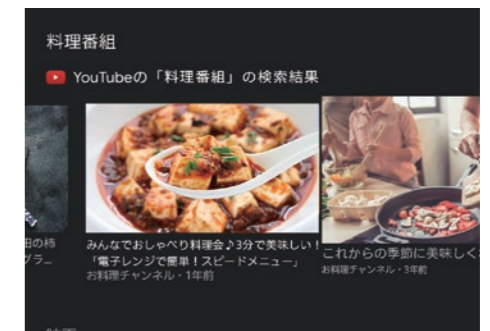 料理番組
YouTubeの「料理番組」の検索結果
の柿
グラ...
みんなでおしゃべり料理会♪3分で美味しい！
「電子レンジで簡単！スピードメニュー」
お料理チャンネル・1年前
これからの季節に美味しく
お料理チャンネル・3年前